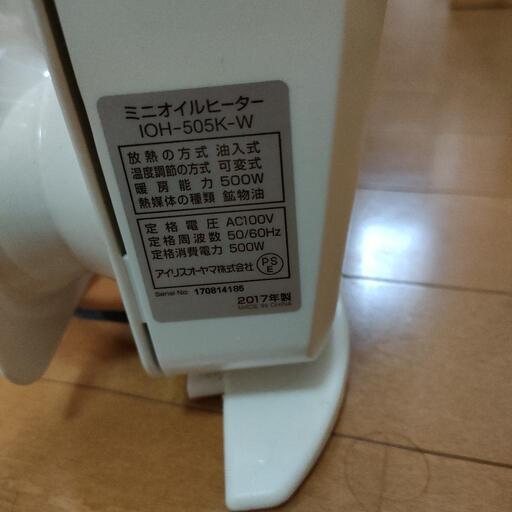 ミニオイルヒーター
IOH-505K-W
放熱の方式 油入式
温度調節の方式 可変式
暖房能力 500W
熱媒体の種類 鉱物油
定格電圧 AC100V
定格周波数 50/60Hz
定格消費電力 500W
アイリスオーヤマ株式会社 PSE
Serial No. 170814185
2017年製
MADE IN CHINA